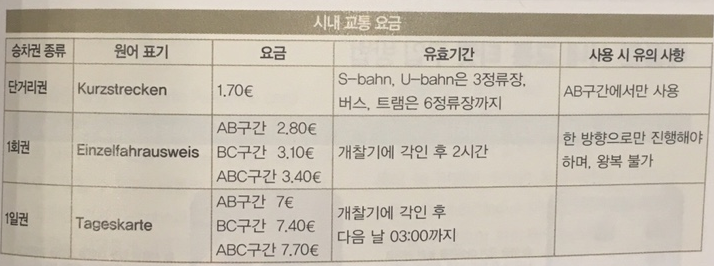 시내 교통 요금
승차권 종류 원어 표기 요금 유효기간 사용 시 유의 사항
단거리권 Kurzstrecken 1.70€ S-bahn, U-bahn은 3정류장, 버스, 트램은 6정류장까지 AB구간에서만 사용
1회권 Einzelfahrausweis AB구간 2.80€ BC구간 3.10€ ABC구간 3.40€ 개찰기에 각인 후 2시간 한 방향으로만 진행해야 하며, 왕복 불가
1일권 Tageskarte AB구간 7€ BC구간 7.40€ ABC구간 7.70€ 개찰기에 각인 후 다음 날 03:00까지